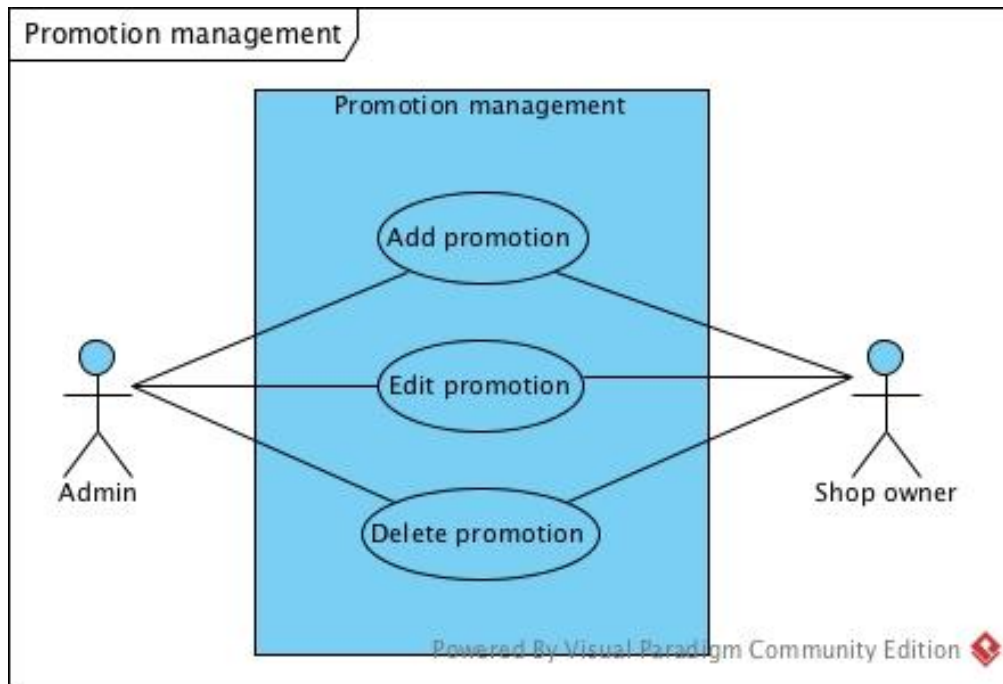 Promotion management
Promotion management
Add promotion
Edit promotion
Admin
Shop owner
Delete promotion
Powered By Visual Paradigm Community Edition